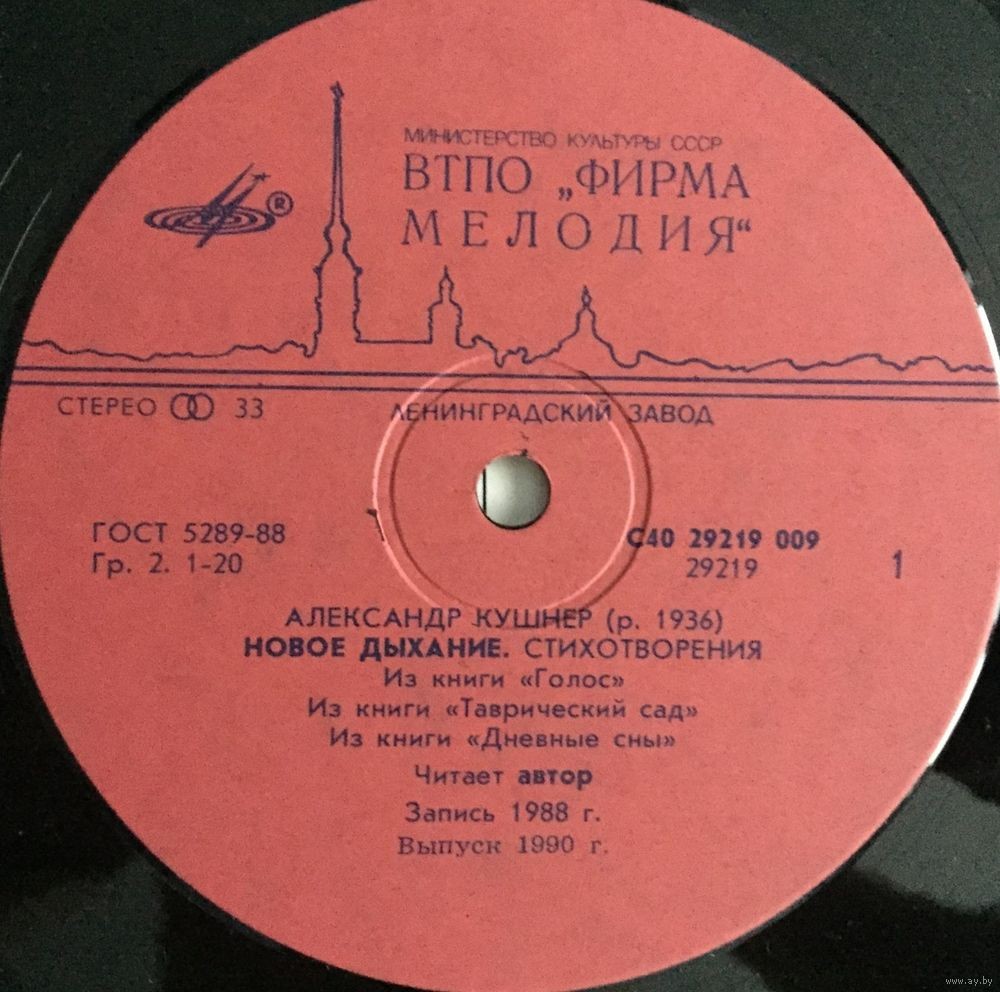 МИНИСТЕРСТВО КУЛЬТУРЫ СССР
ВТПО „ФИРМА
МЕЛОДИЯ“
®
СТЕРЕО 33
ЛЕНИНГРАДСКИЙ ЗАВОД
ГОСТ 5289-88
Гр. 2. 1-20
С40 29219 009
29219
1
АЛЕКСАНДР КУШНЕР (р. 1936)
НОВОЕ ДЫХАНИЕ. СТИХОТВОРЕНИЯ
Из книги «Голос»
Из книги «Таврический сад»
Из книги «Дневные сны»
Читает автор
Запись 1988 г.
Выпуск 1990 г.
www.ay.by